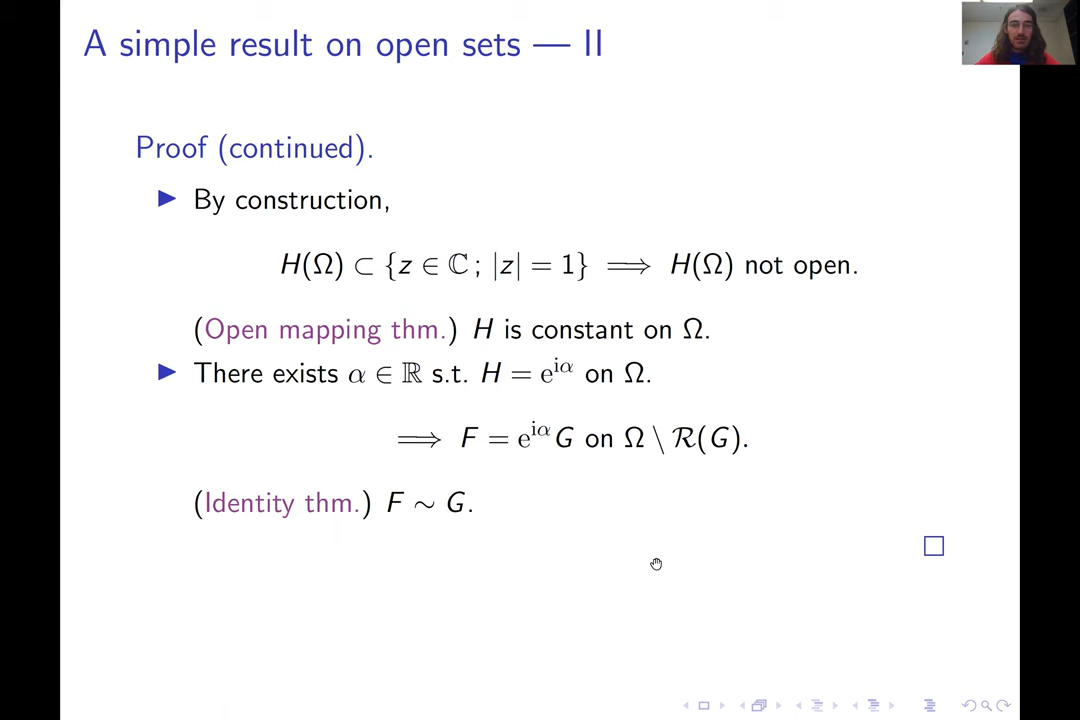 A simple result on open sets — II
Proof (continued).
▶ By construction,
H(Ω) ⊂ {z ∈ ℂ ; |z| = 1} ⟹ H(Ω) not open.
(Open mapping thm.) H is constant on Ω.
▶ There exists α ∈ ℝ s.t. H = e^{iα} on Ω.
⟹ F = e^{iα}G on Ω \ ℛ(G).
(Identity thm.) F ∼ G.
□